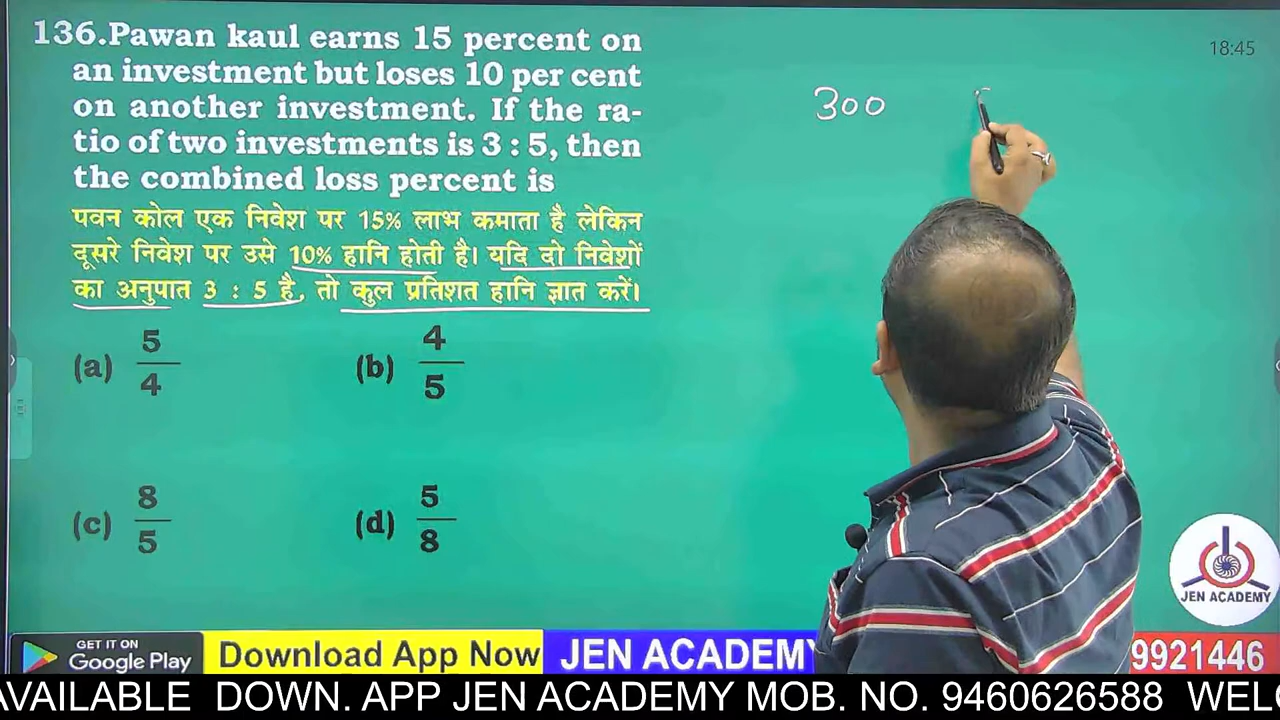 136.Pawan kaul earns 15 percent on
an investment but loses 10 per cent
on another investment. If the ra-
tio of two investments is 3 : 5, then
the combined loss percent is
पवन कोल एक निवेश पर 15% लाभ कमाता है लेकिन
दूसरे निवेश पर उसे 10% हानि होती है। यदि दो निवेशों
का अनुपात 3 : 5 है, तो कुल प्रतिशत हानि ज्ञात करें।
(a) 5/4 (b) 4/5
(c) 8/5 (d) 5/8
300
18:45
JEN ACADEMY
GET IT ON
Google Play
Download App Now
JEN ACADEMY
9921446
AVAILABLE DOWN. APP JEN ACADEMY MOB. NO. 9460626588 WELC